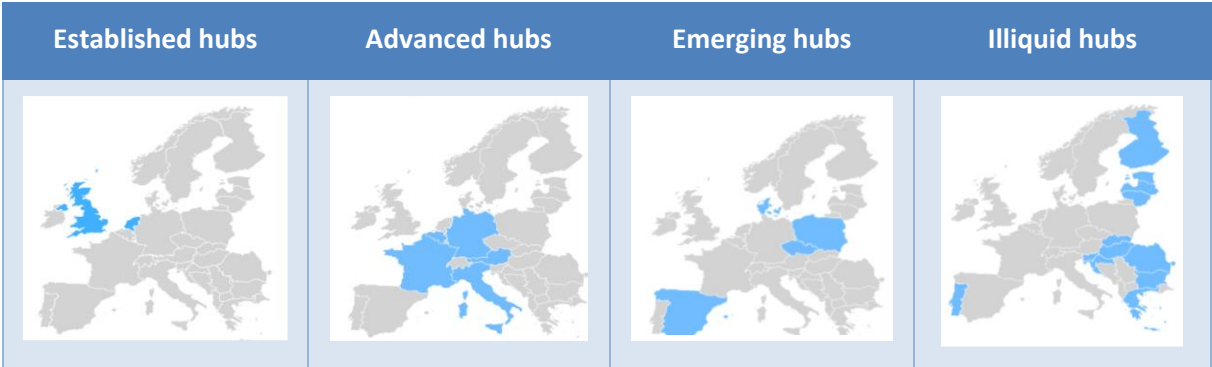 Established hubs
Advanced hubs
Emerging hubs
Illiquid hubs